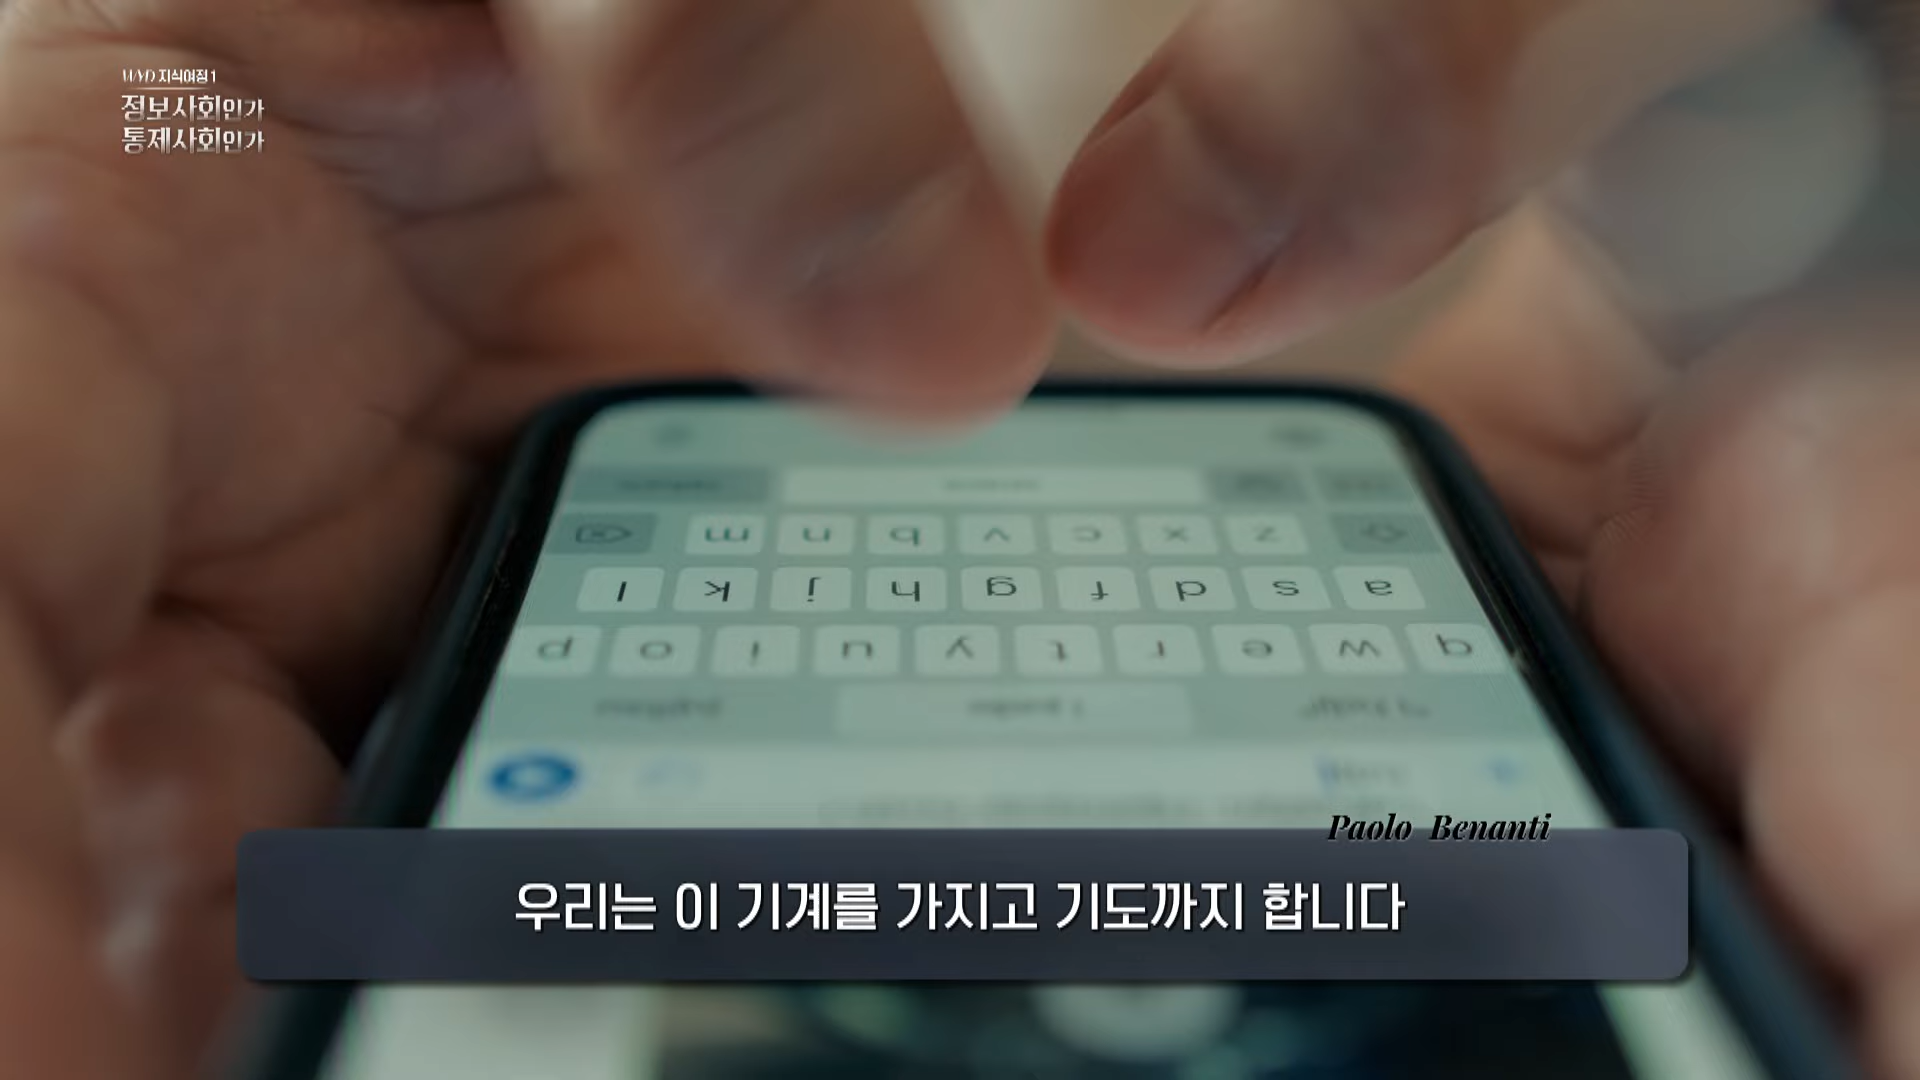 MAD 지식여정 1
정보사회인가
통제사회인가
m n b v c x z
l k j h g f d s a
p o i u y t r e w q
Paolo Benanti
우리는 이 기계를 가지고 기도까지 합니다